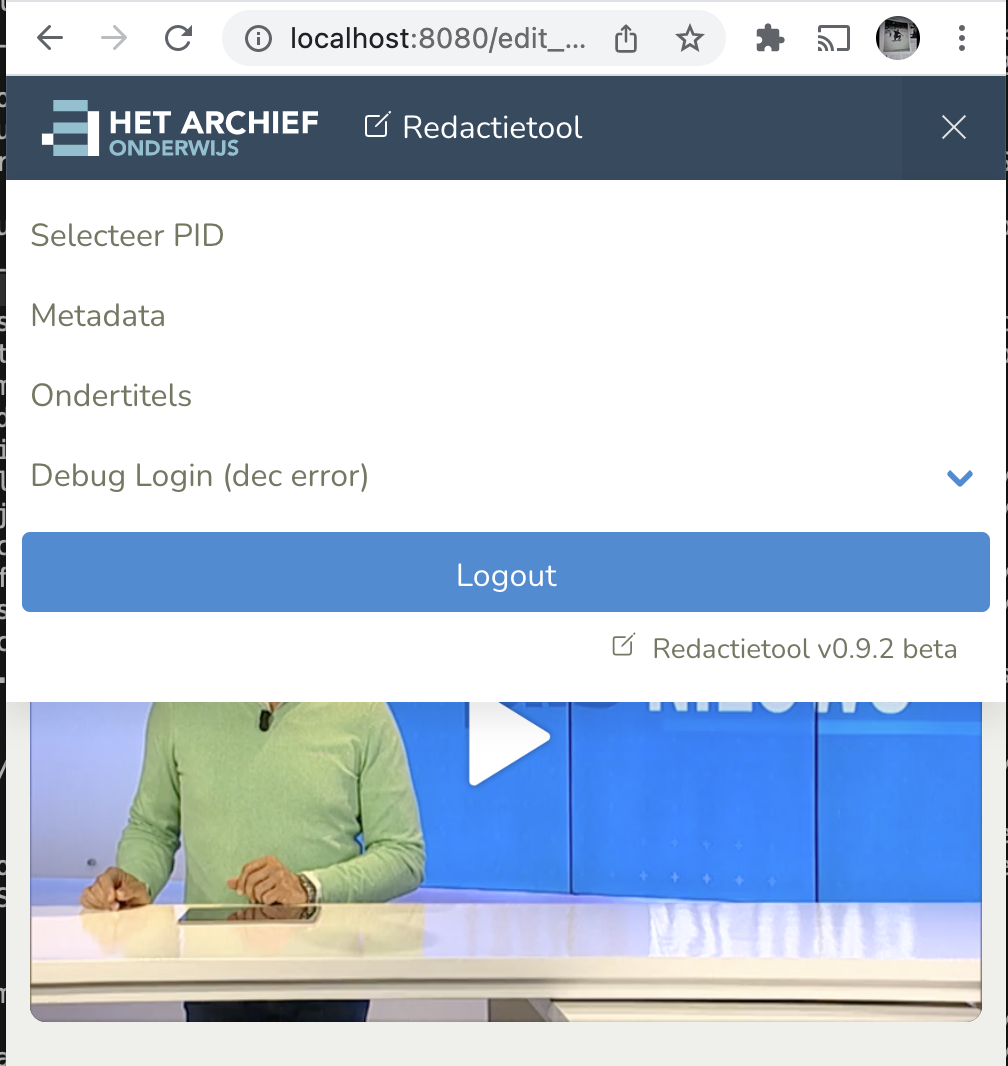 localhost:8080/edit_...
HET ARCHIEF
ONDERWIJS
Redactietool
Selecteer PID
Metadata
Ondertitels
Debug Login (dec error)
Logout
Redactietool v0.9.2 beta